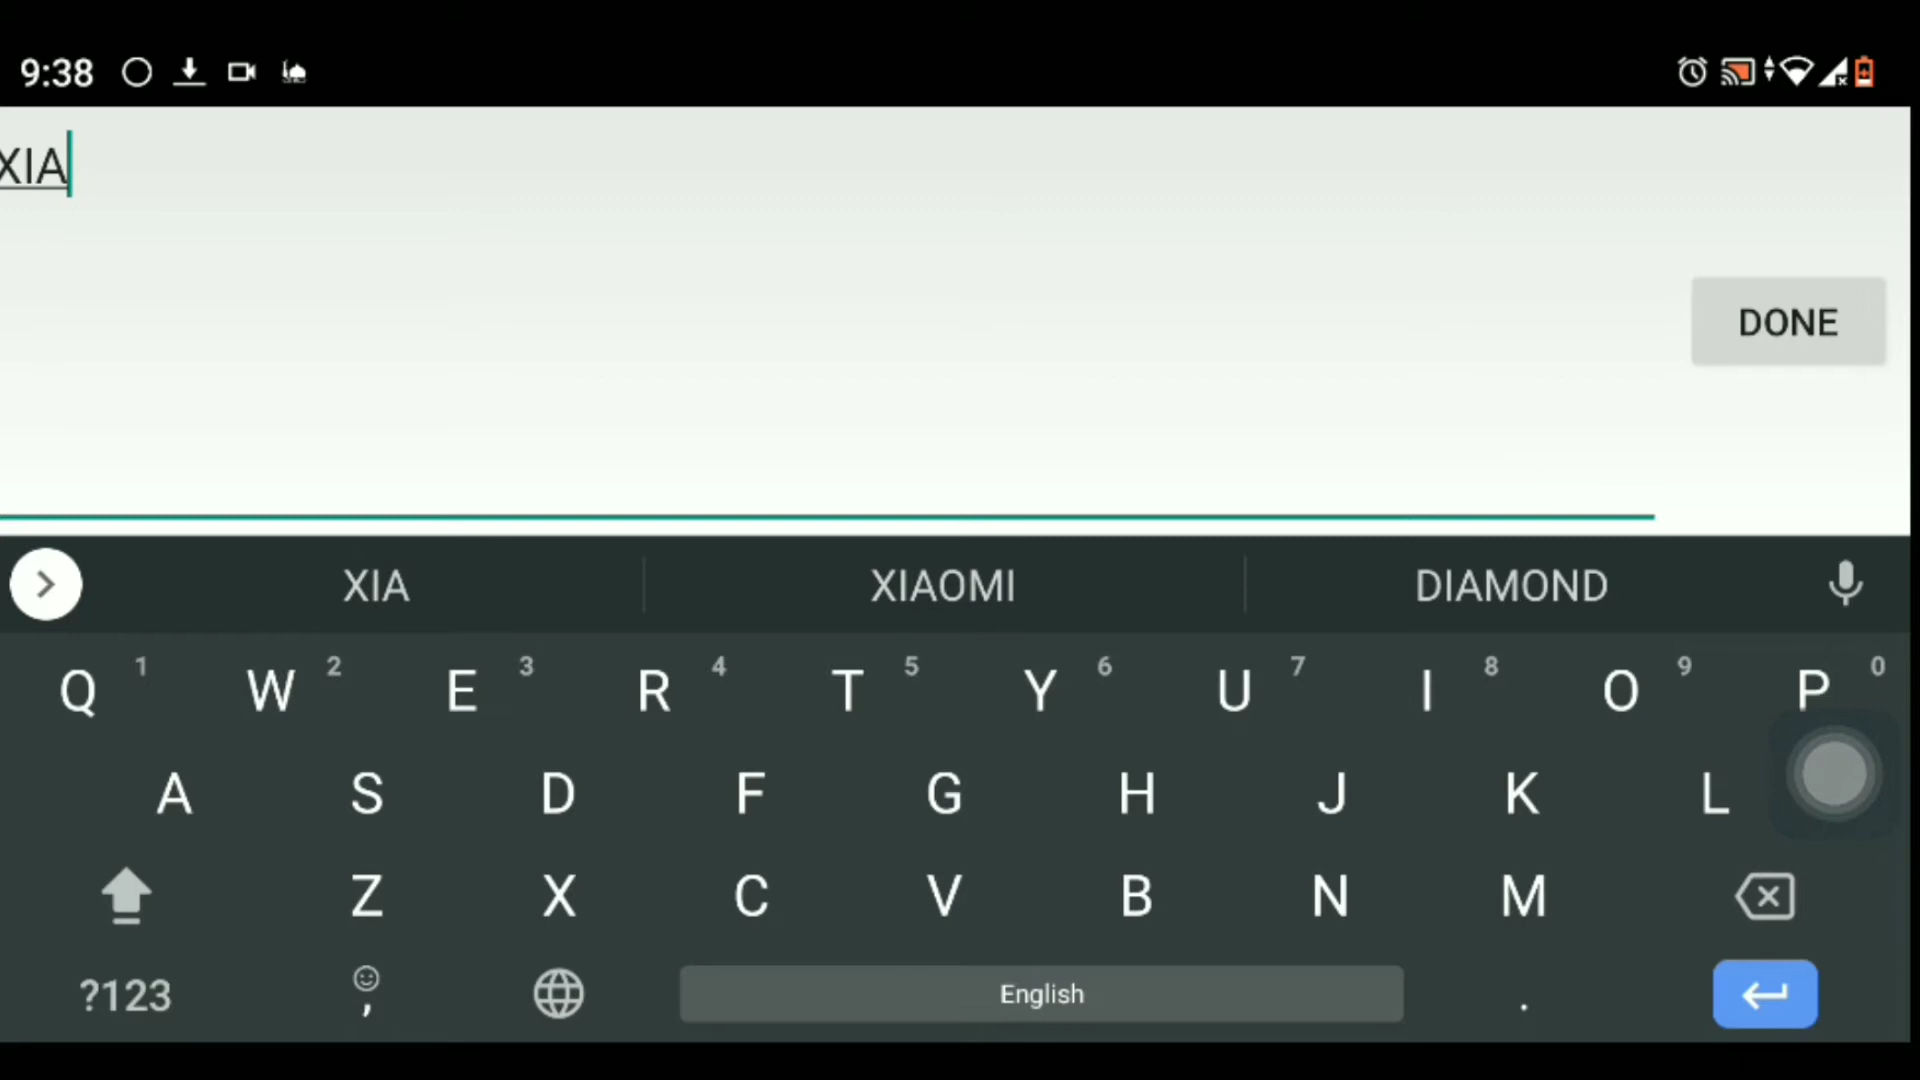 9:38
XIA
DONE
XIA XIAOMI DIAMOND
Q 1 W 2 E 3 R 4 T 5 Y 6 U 7 I 8 O 9 P 0
A S D F G H J K L
Z X C V B N M
?123 , English .